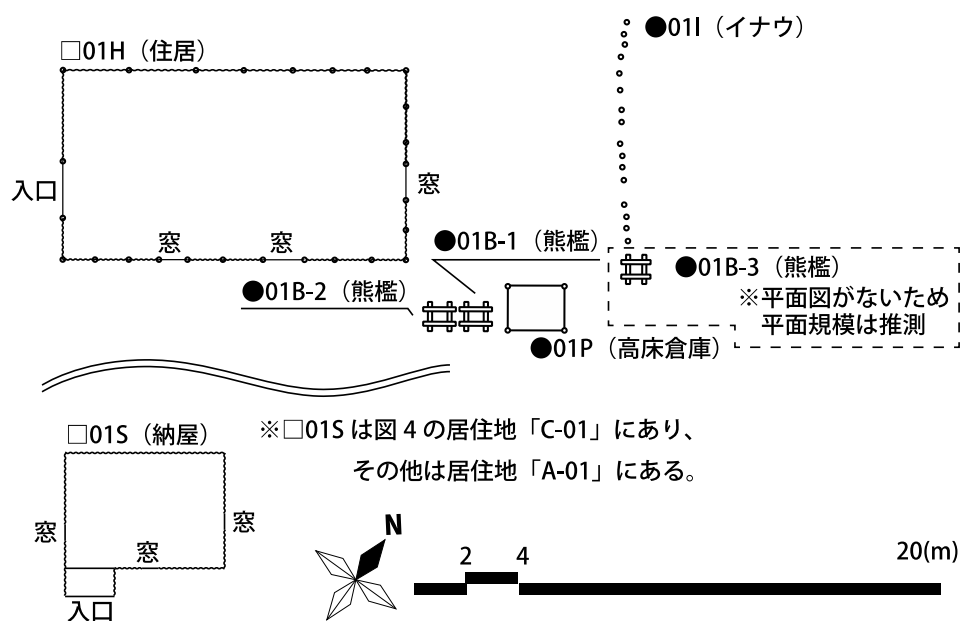 ●01I（イナウ）
□01H（住居）
入口
窓
窓
窓
●01B-1（熊檻）
●01B-2（熊檻）
●01B-3（熊檻）
※平面図がないため
平面規模は推測
●01P（高床倉庫）
□01S（納屋）
※□01Sは図4の居住地「C-01」にあり、
その他は居住地「A-01」にある。
窓
窓
窓
入口
N
2 4 20(m)